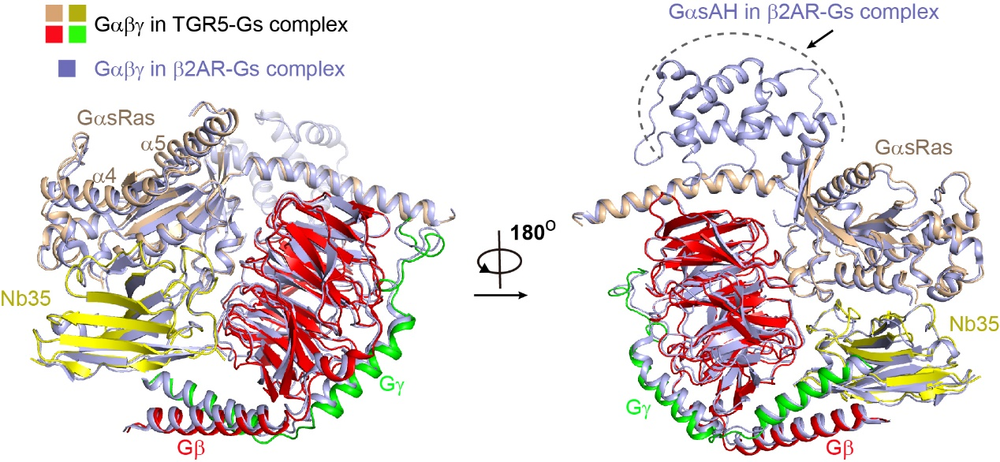 Gαβγ in TGR5-Gs complex
Gαβγ in β2AR-Gs complex
GαsAH in β2AR-Gs complex
GαsRas
α5
α4
Nb35
Gγ
Gβ
180O
GαsRas
Nb35
Gγ
Gβ